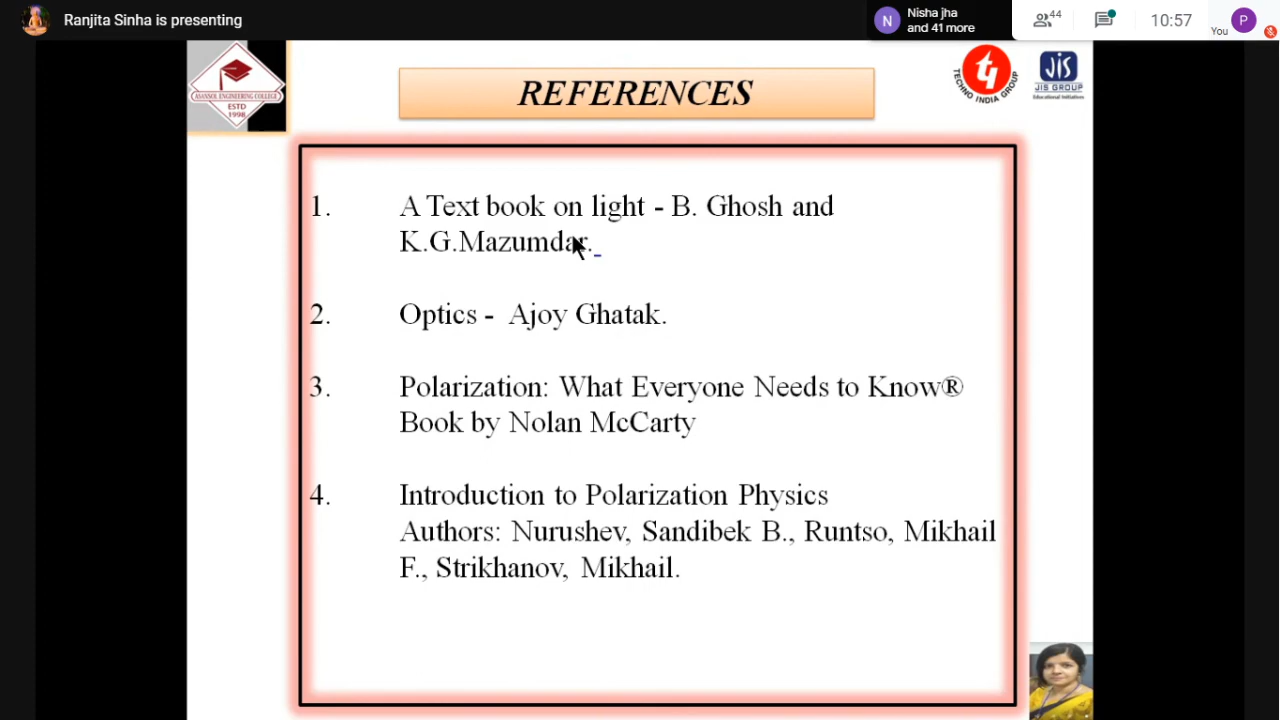 Ranjita Sinha is presenting
N
Nisha jha
and 41 more
44
10:57
You
P
ASANSOL ENGINEERING COLLEGE
ESTD
1998
REFERENCES
TECHNO INDIA GROUP
JIS
JIS GROUP
Educational Initiatives
1. A Text book on light - B. Ghosh and
K.G.Mazumdar.
2. Optics - Ajoy Ghatak.
3. Polarization: What Everyone Needs to Know®
Book by Nolan McCarty
4. Introduction to Polarization Physics
Authors: Nurushev, Sandibek B., Runtso, Mikhail
F., Strikhanov, Mikhail.